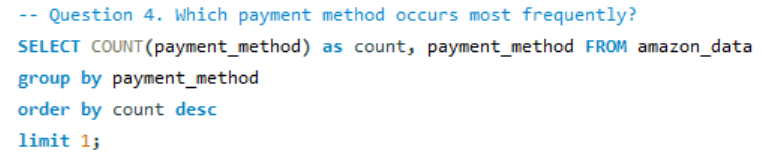 -- Question 4. Which payment method occurs most frequently?
SELECT COUNT(payment_method) as count, payment_method FROM amazon_data
group by payment_method
order by count desc
limit 1;